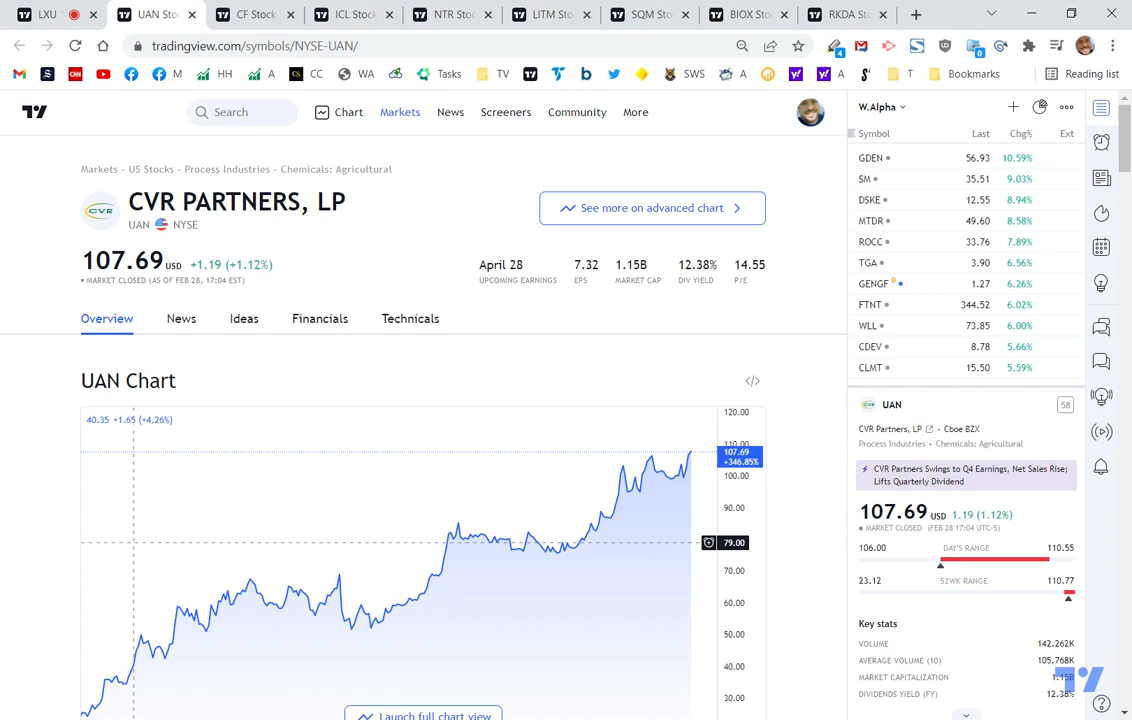 LXU
UAN Stoc
CF Stock
ICL Stock
NTR Stoc
LITM Stoc
SQM Stoc
BIOX Stoc
RKDA Stoc
tradingview.com/symbols/NYSE-UAN/
M
HH
A
CC
WA
Tasks
TV
SWS
A
A
T
Bookmarks
Reading list
Search
Chart
Markets
News
Screeners
Community
More
Markets · US Stocks · Process Industries · Chemicals: Agricultural
CVR
CVR PARTNERS, LP
UAN NYSE
See more on advanced chart
107.69 USD +1.19 (+1.12%)
• MARKET CLOSED (AS OF FEB 28, 17:04 EST)
April 28
UPCOMING EARNINGS
7.32
EPS
1.15B
MARKET CAP
12.38%
DIV YIELD
14.55
P/E
Overview
News
Ideas
Financials
Technicals
UAN Chart
40.35 +1.65 (+4.26%)
120.00
110.00
107.69
+346.85%
100.00
90.00
79.00
70.00
60.00
50.00
40.00
30.00
Launch full chart view
W.Alpha
Symbol Last Chg% Ext
GDEN 56.93 10.59%
SM 35.51 9.03%
DSKE 12.55 8.94%
MTDR 49.60 8.58%
ROCC 33.76 7.89%
TGA 3.90 6.56%
GENGF D 1.27 6.26%
FTNT 344.52 6.02%
WLL 73.85 6.00%
CDEV 8.78 5.66%
CLMT 15.50 5.59%
UAN
58
CVR Partners, LP • Cboe BZX
Process Industries • Chemicals: Agricultural
CVR Partners Swings to Q4 Earnings, Net Sales Rise;
Lifts Quarterly Dividend
107.69 USD 1.19 (1.12%)
MARKET CLOSED (FEB 28 17:04 UTC-5)
106.00 DAY'S RANGE 110.55
23.12 52WK RANGE 110.77
Key stats
VOLUME 142.262K
AVERAGE VOLUME (10) 105.768K
MARKET CAPITALIZATION 1.15B
DIVIDENDS YIELD (FY) 12.38%